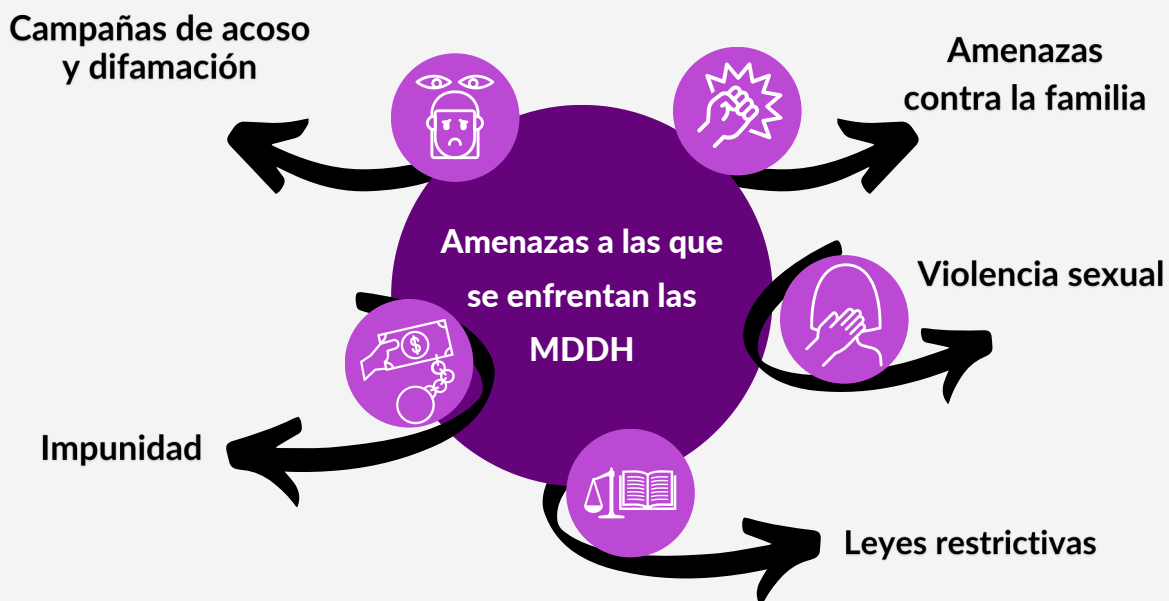 Campañas de acoso
y difamación
Amenazas
contra la familia
Amenazas a las que
se enfrentan las
MDDH
Violencia sexual
$
Impunidad
Leyes restrictivas